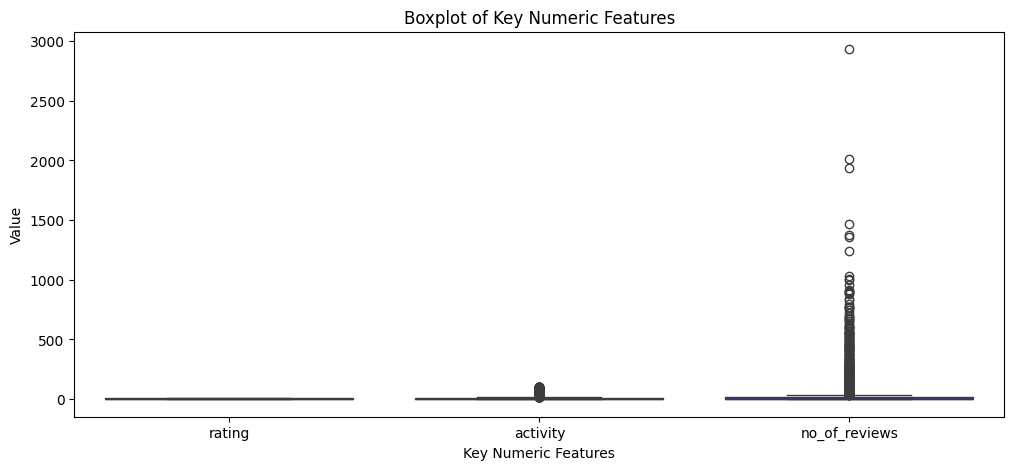 Boxplot of Key Numeric Features
3000
2500
2000
1500
1000
500
0
Value
rating activity no_of_reviews
Key Numeric Features